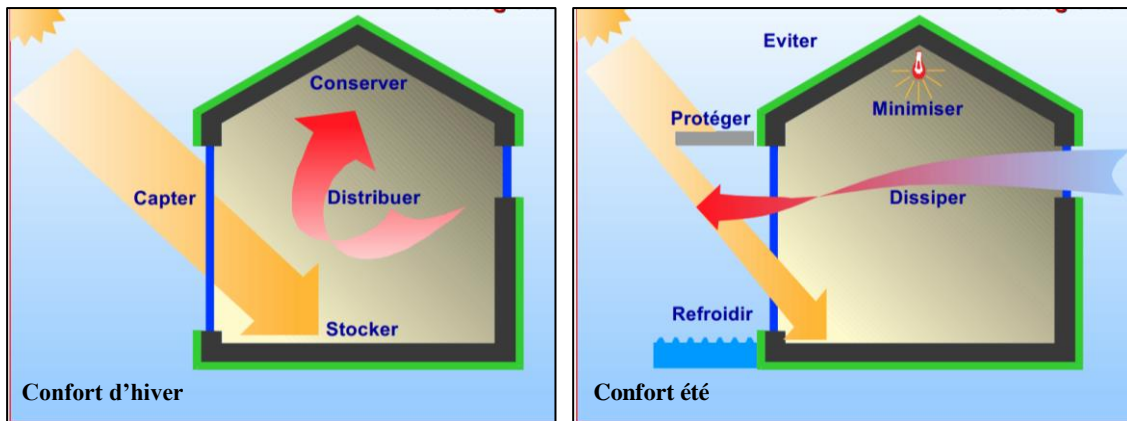 Conserver
Capter
Distribuer
Stocker
Confort d’hiver
Eviter
Minimiser
Protéger
Dissiper
Refroidir
Confort été